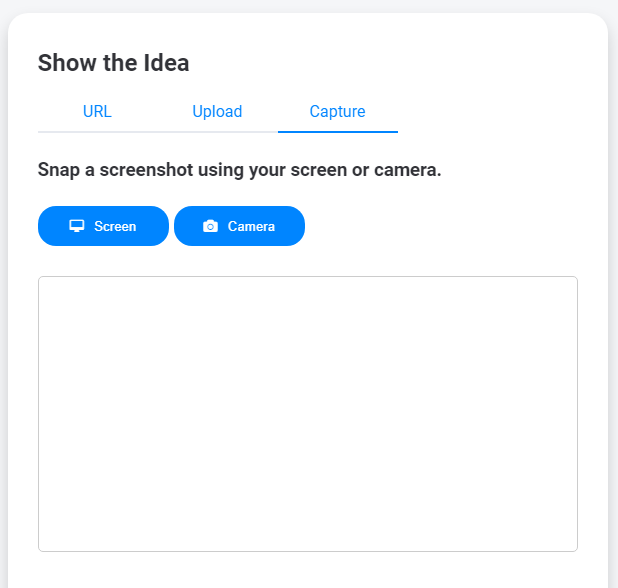 Show the Idea
URL Upload Capture
Snap a screenshot using your screen or camera.
Screen Camera